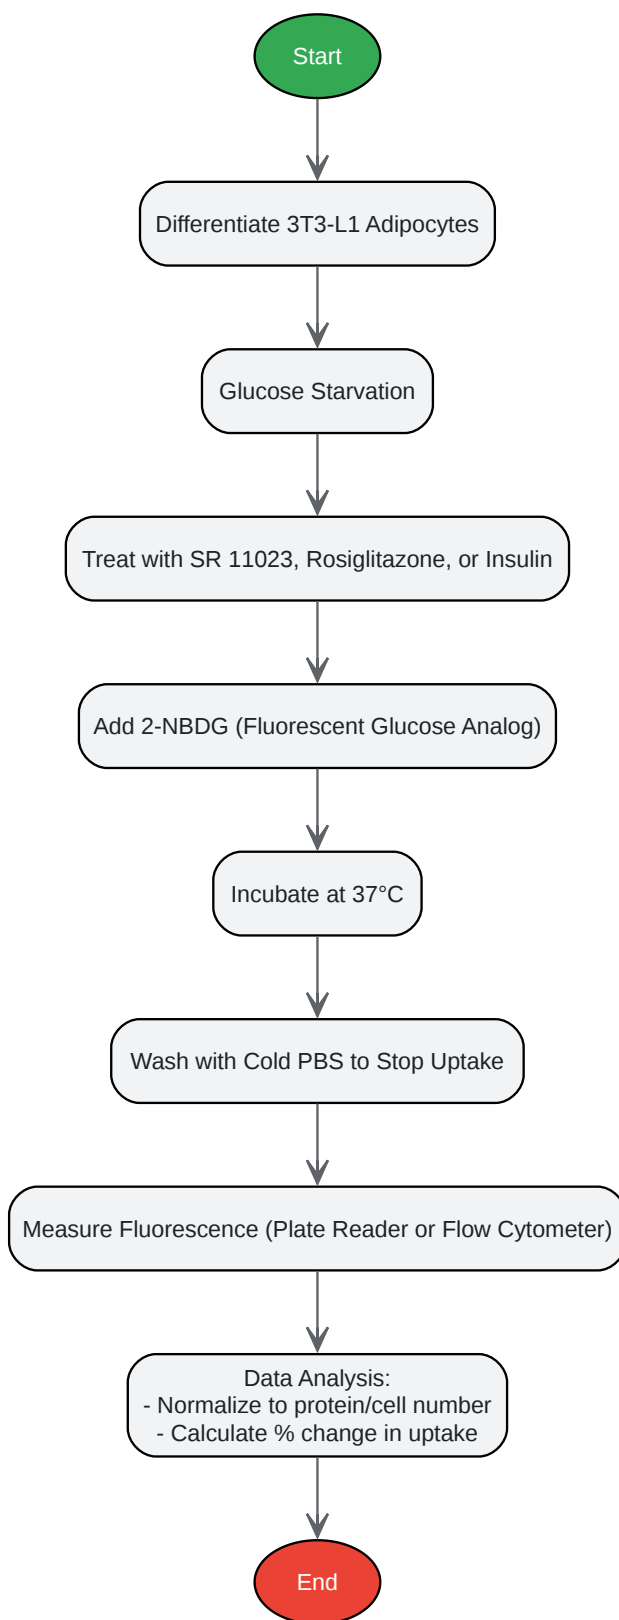 Start
Differentiate 3T3-L1 Adipocytes
Glucose Starvation
Treat with SR 11023, Rosiglitazone, or Insulin
Add 2-NBDG (Fluorescent Glucose Analog)
Incubate at 37°C
Wash with Cold PBS to Stop Uptake
Measure Fluorescence (Plate Reader or Flow Cytometer)
Data Analysis:
- Normalize to protein/cell number
- Calculate % change in uptake
End